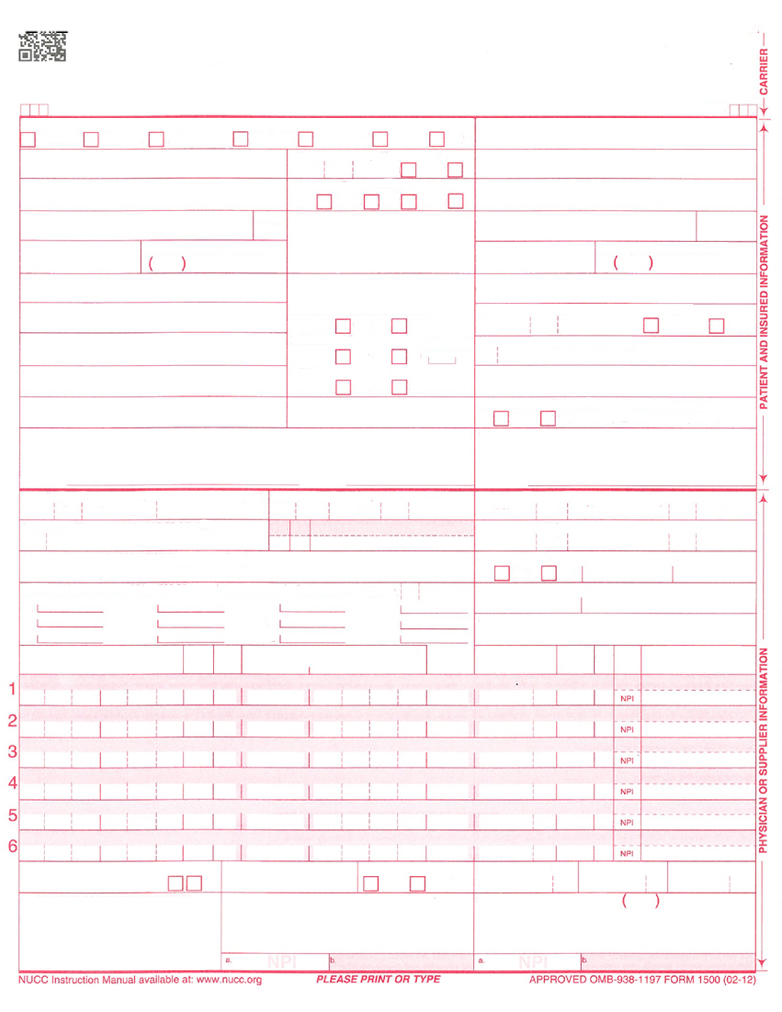 CARRIER
PATIENT AND INSURED INFORMATION
( )
( )
PHYSICIAN OR SUPPLIER INFORMATION
1
NPI
2
NPI
3
NPI
4
NPI
5
NPI
6
NPI
( )
a. NPI b. a. NPI b.
NUCC Instruction Manual available at: www.nucc.org PLEASE PRINT OR TYPE APPROVED OMB-938-1197 FORM 1500 (02-12)